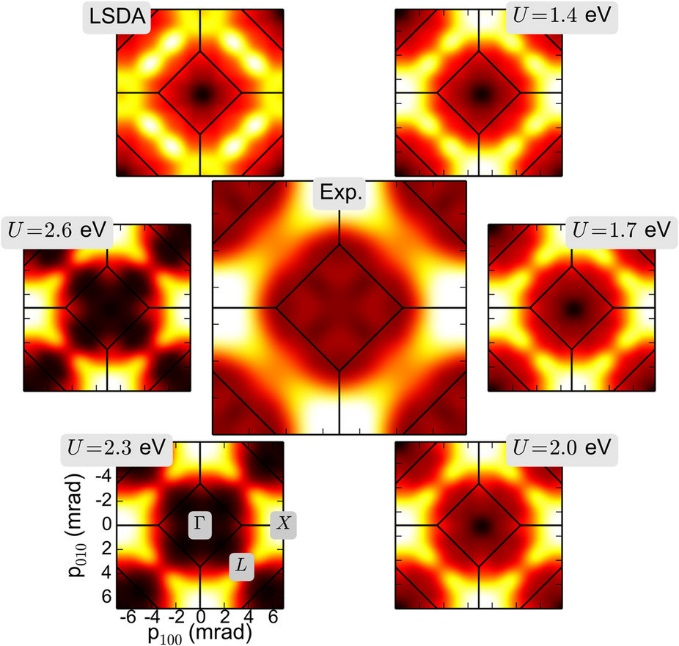 LSDA
U=1.4 eV
Exp.
U=2.6 eV
U=1.7 eV
U=2.3 eV
U=2.0 eV
-4
-2
0
2
4
6
p010 (mrad)
Γ
X
L
-6 -4 -2 0 2 4 6
p100 (mrad)